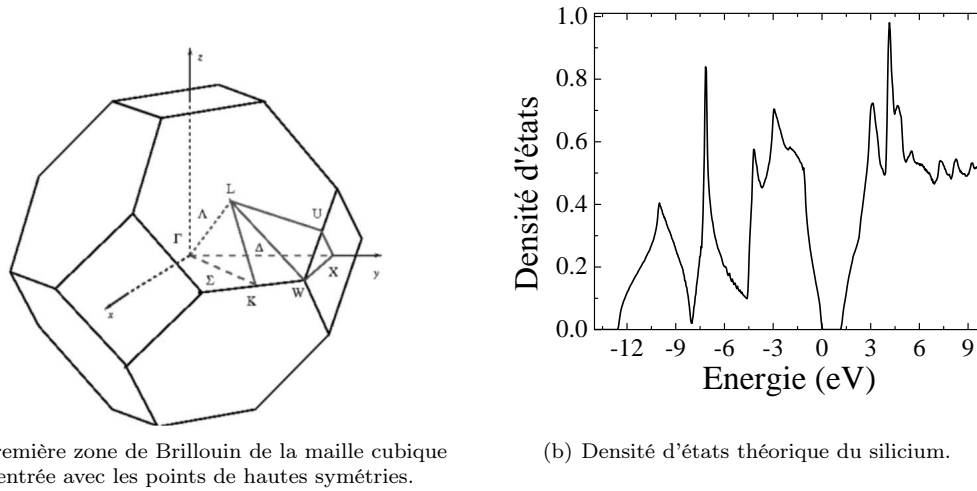 z
L
Λ
U
Γ
Δ
X
y
Σ
K
W
x
Densité d'états
1.0
0.8
0.6
0.4
0.2
0.0
-12 -9 -6 -3 0 3 6 9
Energie (eV)
remière zone de Brillouin de la maille cubique
entrée avec les points de hautes symétries.
(b) Densité d'états théorique du silicium.